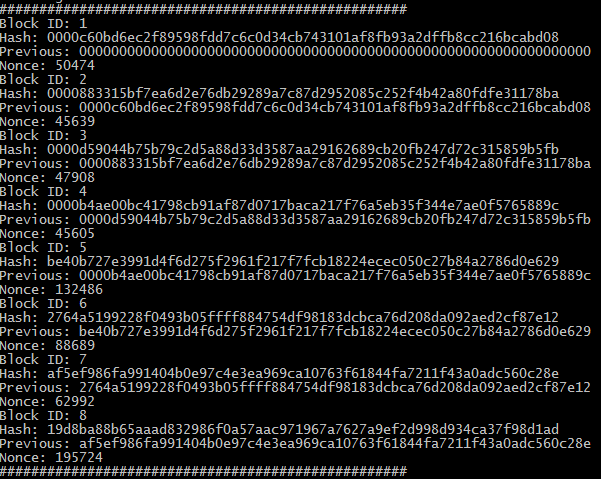 ###################################################
Block ID: 1
Hash: 0000c60bd6ec2f89598fdd7c6c0d34cb743101af8fb93a2dffb8cc216bcabd08
Previous: 0000000000000000000000000000000000000000000000000000000000000000
Nonce: 50474
Block ID: 2
Hash: 0000883315bf7ea6d2e76db29289a7c87d2952085c252f4b42a80fdfe31178ba
Previous: 0000c60bd6ec2f89598fdd7c6c0d34cb743101af8fb93a2dffb8cc216bcabd08
Nonce: 45639
Block ID: 3
Hash: 0000d59044b75b79c2d5a88d33d3587aa29162689cb20fb247d72c315859b5fb
Previous: 0000883315bf7ea6d2e76db29289a7c87d2952085c252f4b42a80fdfe31178ba
Nonce: 47908
Block ID: 4
Hash: 0000b4ae00bc41798cb91af87d0717baca217f76a5eb35f344e7ae0f5765889c
Previous: 0000d59044b75b79c2d5a88d33d3587aa29162689cb20fb247d72c315859b5fb
Nonce: 45605
Block ID: 5
Hash: be40b727e3991d4f6d275f2961f217f7fcb18224ecec050c27b84a2786d0e629
Previous: 0000b4ae00bc41798cb91af87d0717baca217f76a5eb35f344e7ae0f5765889c
Nonce: 132486
Block ID: 6
Hash: 2764a5199228f0493b05ffff884754df98183dcbca76d208da092aed2cf87e12
Previous: be40b727e3991d4f6d275f2961f217f7fcb18224ecec050c27b84a2786d0e629
Nonce: 88689
Block ID: 7
Hash: af5ef986fa991404b0e97c4e3ea969ca10763f61844fa7211f43a0adc560c28e
Previous: 2764a5199228f0493b05ffff884754df98183dcbca76d208da092aed2cf87e12
Nonce: 62992
Block ID: 8
Hash: 19d8ba88b65aaad832986f0a57aac971967a7627a9ef2d998d934ca37f98d1ad
Previous: af5ef986fa991404b0e97c4e3ea969ca10763f61844fa7211f43a0adc560c28e
Nonce: 195724
###################################################